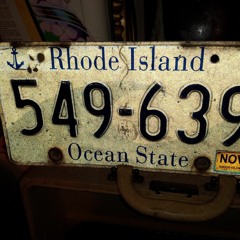 Rhode Island
549-639
Ocean State
NOV